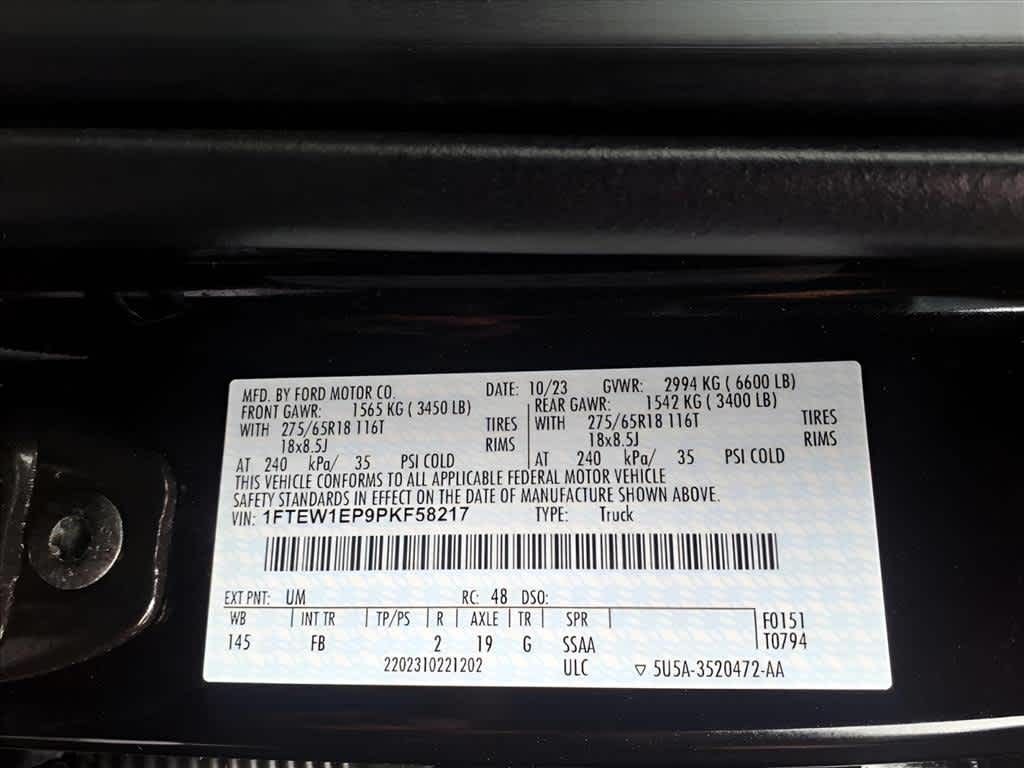 MFD. BY FORD MOTOR CO. DATE: 10/23 GVWR: 2994 KG ( 6600 LB)
FRONT GAWR: 1565 KG ( 3450 LB) REAR GAWR: 1542 KG ( 3400 LB)
WITH 275/65R18 116T TIRES WITH 275/65R18 116T TIRES
18x8.5J RIMS 18x8.5J RIMS
AT 240 kPa/ 35 PSI COLD AT 240 kPa/ 35 PSI COLD
THIS VEHICLE CONFORMS TO ALL APPLICABLE FEDERAL MOTOR VEHICLE
SAFETY STANDARDS IN EFFECT ON THE DATE OF MANUFACTURE SHOWN ABOVE.
VIN: 1FTEW1EP9PKF58217 TYPE: Truck
EXT PNT: UM RC: 48 DSO:
WB INT TR TP/PS R AXLE TR SPR F0151
145 FB 2 19 G SSAA T0794
2202310221202 ULC ▽ 5U5A-3520472-AA